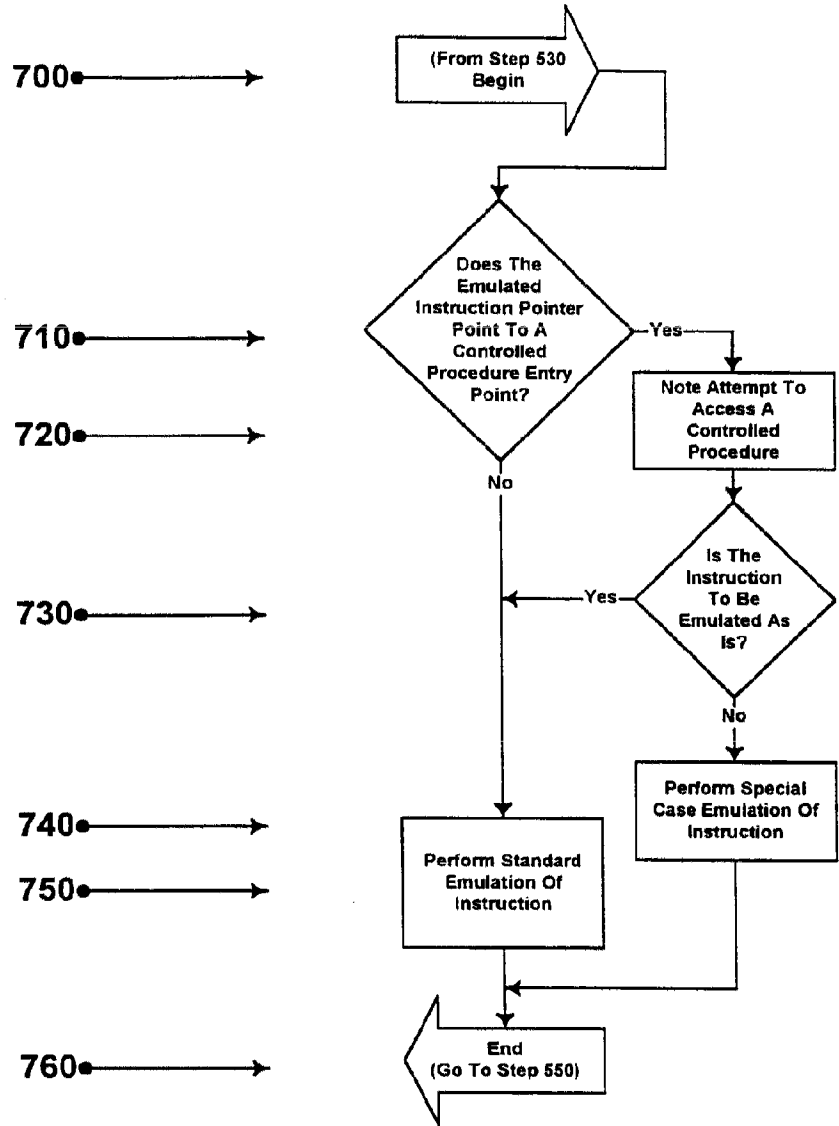 700
(From Step 530
Begin
Does The
Emulated
Instruction Pointer
Point To A
Controlled
Procedure Entry
Point?
710
Yes
Note Attempt To
Access A
Controlled
Procedure
720
No
Is The
Instruction
To Be
Emulated As
Is?
730
Yes
No
Perform Special
Case Emulation Of
Instruction
740
Perform Standard
Emulation Of
Instruction
750
End
(Go To Step 550)
760